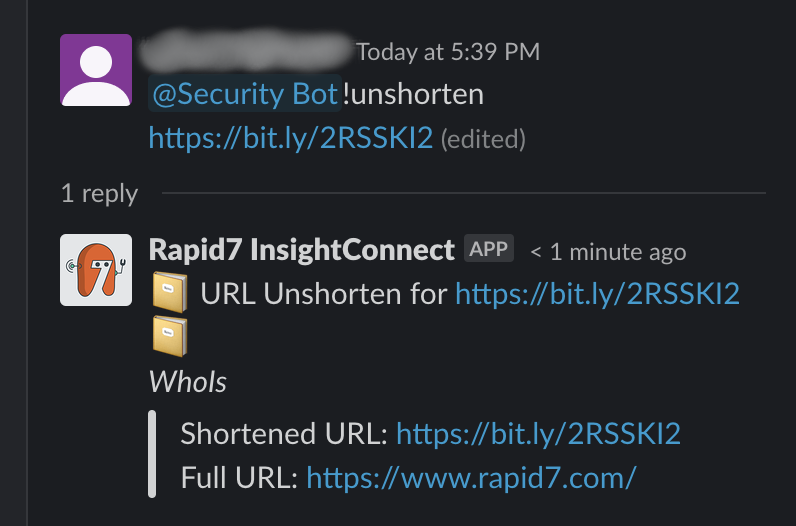 Today at 5:39 PM
@Security Bot !unshorten
https://bit.ly/2RSSKI2 (edited)
1 reply
7
Rapid7 InsightConnect APP < 1 minute ago
URL Unshorten for https://bit.ly/2RSSKI2
WhoIs
Shortened URL: https://bit.ly/2RSSKI2
Full URL: https://www.rapid7.com/